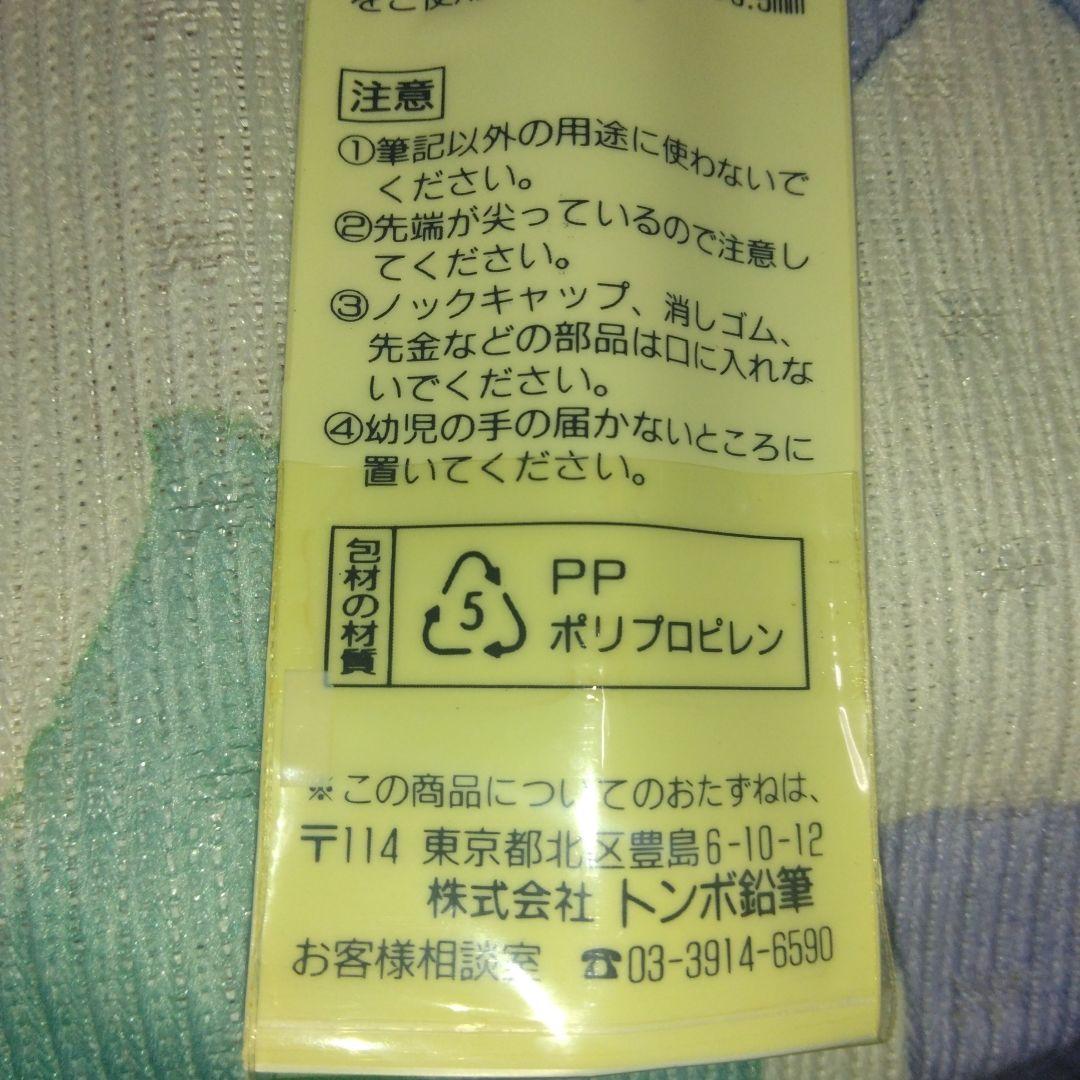 をご使用 0.5mm
注意
①筆記以外の用途に使わないで
ください。
②先端が尖っているので注意し
てください。
③ノックキャップ、消しゴム、
先金などの部品は口に入れな
いでください。
④幼児の手の届かないところに
置いてください。
包材の材質
5
PP
ポリプロピレン
※この商品についてのおたずねは、
〒114 東京都北区豊島6-10-12
株式会社 トンボ鉛筆
お客様相談室 ☎03-3914-6590